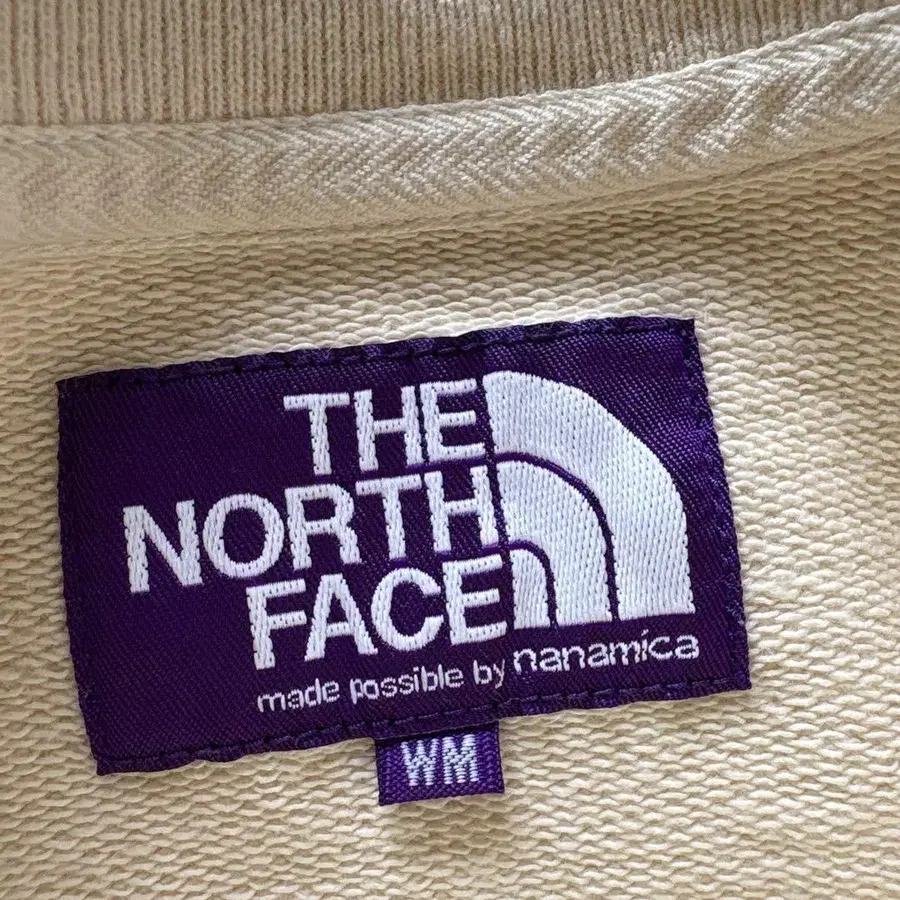 THE
NORTH
FACE
made possible by nanamica
WM